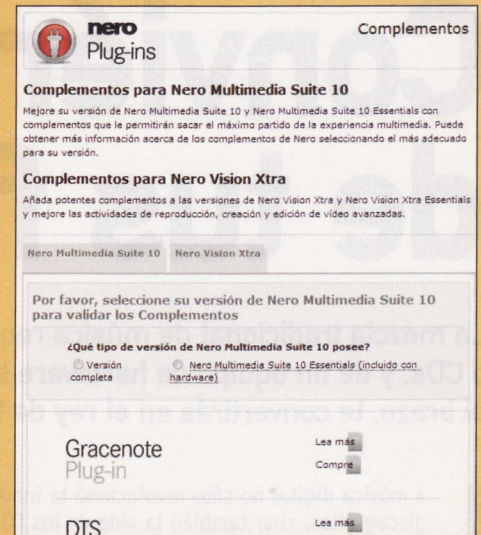 nero
Plug-ins
Complementos
Complementos para Nero Multimedia Suite 10
Mejore su versión de Nero Multimedia Suite 10 y Nero Multimedia Suite 10 Essentials con
complementos que le permitirán sacar el máximo partido de la experiencia multimedia. Puede
obtener más información acerca de los complementos de Nero seleccionando el más adecuado
para su versión.
Complementos para Nero Vision Xtra
Añada potentes complementos a las versiones de Nero Vision Xtra y Nero Vision Xtra Essentials
y mejore las actividades de reproducción, creación y edición de vídeo avanzadas.
Nero Multimedia Suite 10 Nero Vision Xtra
Por favor, seleccione su versión de Nero Multimedia Suite 10
para validar los Complementos
¿Qué tipo de versión de Nero Multimedia Suite 10 posee?
Versión
completa
Nero Multimedia Suite 10 Essentials (incluido con
hardware)
Gracenote
Plug-in
Lea más
Compre
DTS
Lea más